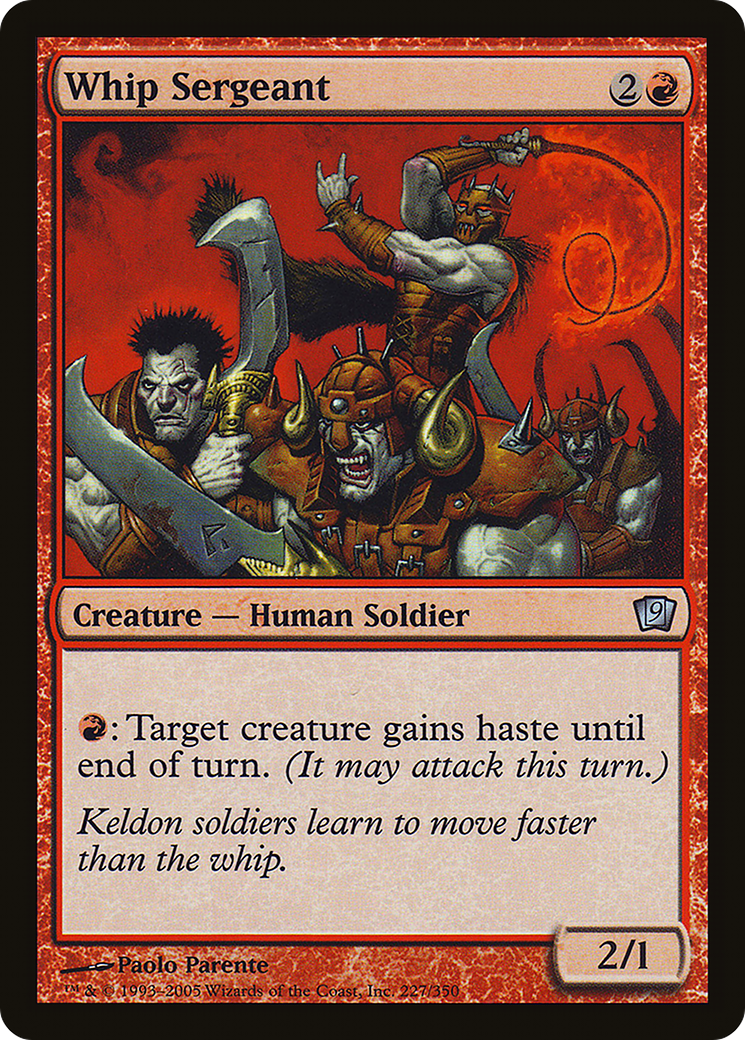 Whip Sergeant 2
Creature — Human Soldier 9
: Target creature gains haste until
end of turn. (It may attack this turn.)
Keldon soldiers learn to move faster
than the whip.
2/1
Paolo Parente
™ & © 1993–2005 Wizards of the Coast, Inc. 227/350